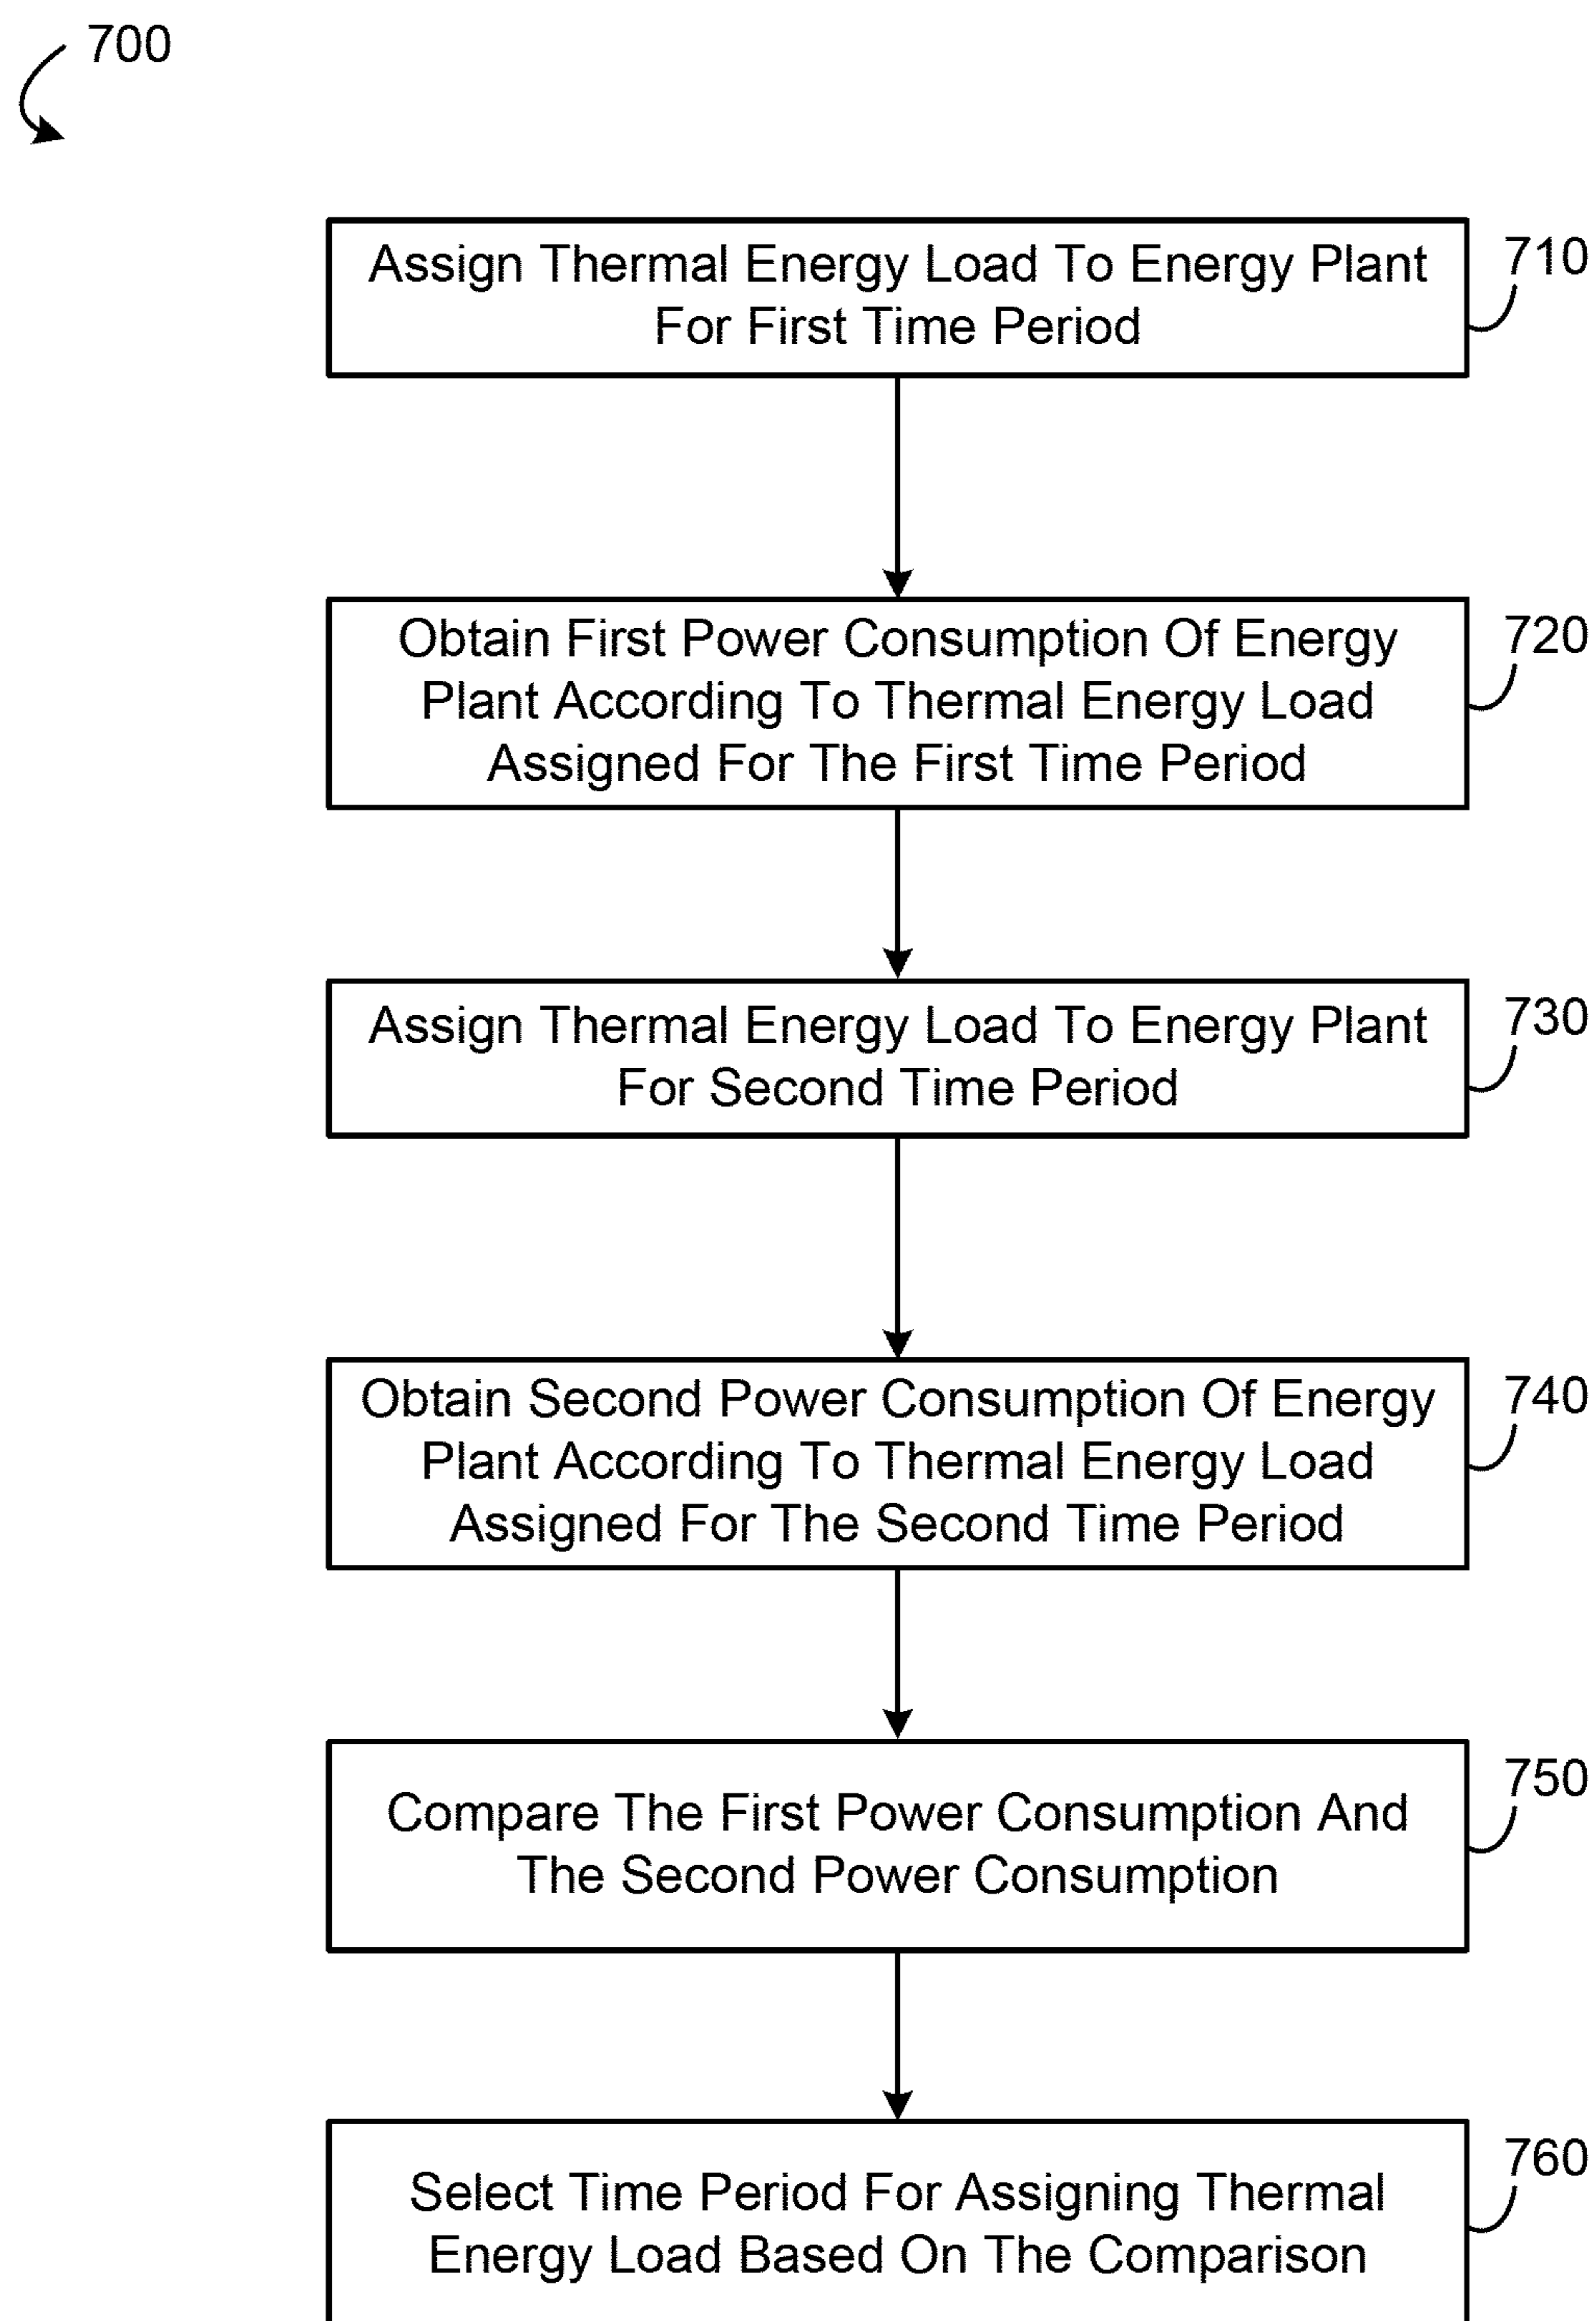 700
Assign Thermal Energy Load To Energy Plant
For First Time Period
710
Obtain First Power Consumption Of Energy
Plant According To Thermal Energy Load
Assigned For The First Time Period
720
Assign Thermal Energy Load To Energy Plant
For Second Time Period
730
Obtain Second Power Consumption Of Energy
Plant According To Thermal Energy Load
Assigned For The Second Time Period
740
Compare The First Power Consumption And
The Second Power Consumption
750
Select Time Period For Assigning Thermal
Energy Load Based On The Comparison
760